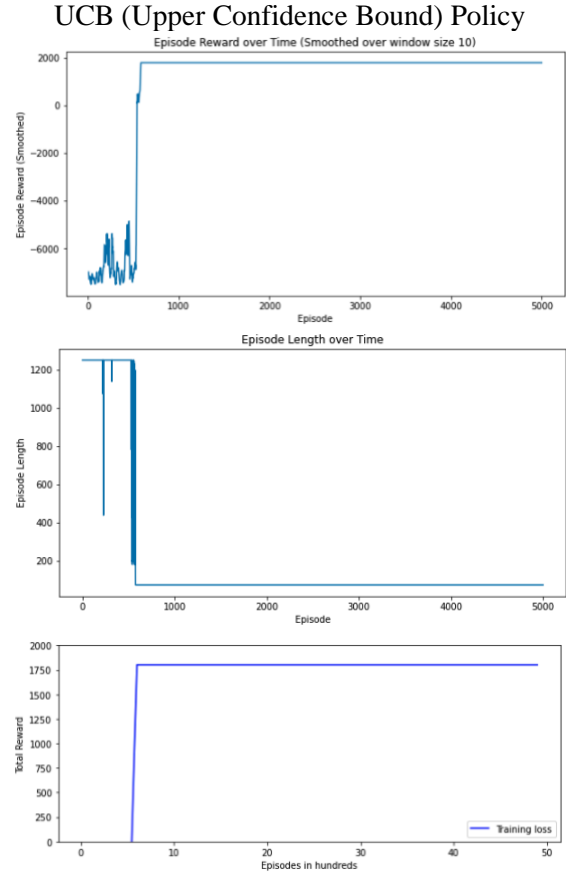 UCB (Upper Confidence Bound) Policy
Episode Reward over Time (Smoothed over window size 10)
2000
0
−2000
−4000
−6000
Episode Reward (Smoothed)
0 1000 2000 3000 4000 5000
Episode
Episode Length over Time
1200
1000
800
600
400
200
Episode Length
0 1000 2000 3000 4000 5000
Episode
2000
1750
1500
1250
1000
750
500
250
0
Total Reward
Training loss
0 10 20 30 40 50
Episodes in hundreds